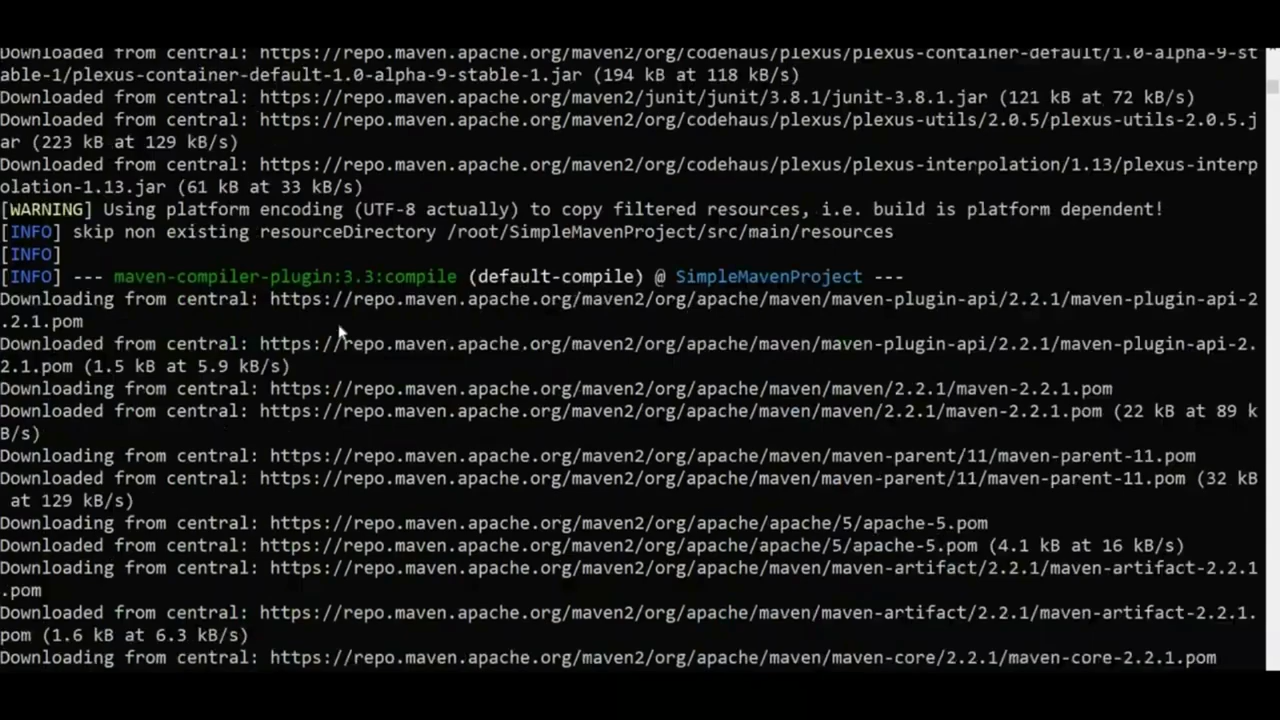 Downloaded from central: https://repo.maven.apache.org/maven2/org/codehaus/plexus/plexus-container-default/1.0-alpha-9-st
able-1/plexus-container-default-1.0-alpha-9-stable-1.jar (194 kB at 118 kB/s)
Downloaded from central: https://repo.maven.apache.org/maven2/junit/junit/3.8.1/junit-3.8.1.jar (121 kB at 72 kB/s)
Downloaded from central: https://repo.maven.apache.org/maven2/org/codehaus/plexus/plexus-utils/2.0.5/plexus-utils-2.0.5.j
ar (223 kB at 129 kB/s)
Downloaded from central: https://repo.maven.apache.org/maven2/org/codehaus/plexus/plexus-interpolation/1.13/plexus-interp
olation-1.13.jar (61 kB at 33 kB/s)
[WARNING] Using platform encoding (UTF-8 actually) to copy filtered resources, i.e. build is platform dependent!
[INFO] skip non existing resourceDirectory /root/SimpleMavenProject/src/main/resources
[INFO]
[INFO] --- maven-compiler-plugin:3.3:compile (default-compile) @ SimpleMavenProject ---
Downloading from central: https://repo.maven.apache.org/maven2/org/apache/maven/maven-plugin-api/2.2.1/maven-plugin-api-2
.2.1.pom
Downloaded from central: https://repo.maven.apache.org/maven2/org/apache/maven/maven-plugin-api/2.2.1/maven-plugin-api-2.
2.1.pom (1.5 kB at 5.9 kB/s)
Downloading from central: https://repo.maven.apache.org/maven2/org/apache/maven/maven/2.2.1/maven-2.2.1.pom
Downloaded from central: https://repo.maven.apache.org/maven2/org/apache/maven/maven/2.2.1/maven-2.2.1.pom (22 kB at 89 k
B/s)
Downloading from central: https://repo.maven.apache.org/maven2/org/apache/maven/maven-parent/11/maven-parent-11.pom
Downloaded from central: https://repo.maven.apache.org/maven2/org/apache/maven/maven-parent/11/maven-parent-11.pom (32 kB
 at 129 kB/s)
Downloading from central: https://repo.maven.apache.org/maven2/org/apache/apache/5/apache-5.pom
Downloaded from central: https://repo.maven.apache.org/maven2/org/apache/apache/5/apache-5.pom (4.1 kB at 16 kB/s)
Downloading from central: https://repo.maven.apache.org/maven2/org/apache/maven/maven-artifact/2.2.1/maven-artifact-2.2.1
.pom
Downloaded from central: https://repo.maven.apache.org/maven2/org/apache/maven/maven-artifact/2.2.1/maven-artifact-2.2.1.
pom (1.6 kB at 6.3 kB/s)
Downloading from central: https://repo.maven.apache.org/maven2/org/apache/maven/maven-core/2.2.1/maven-core-2.2.1.pom